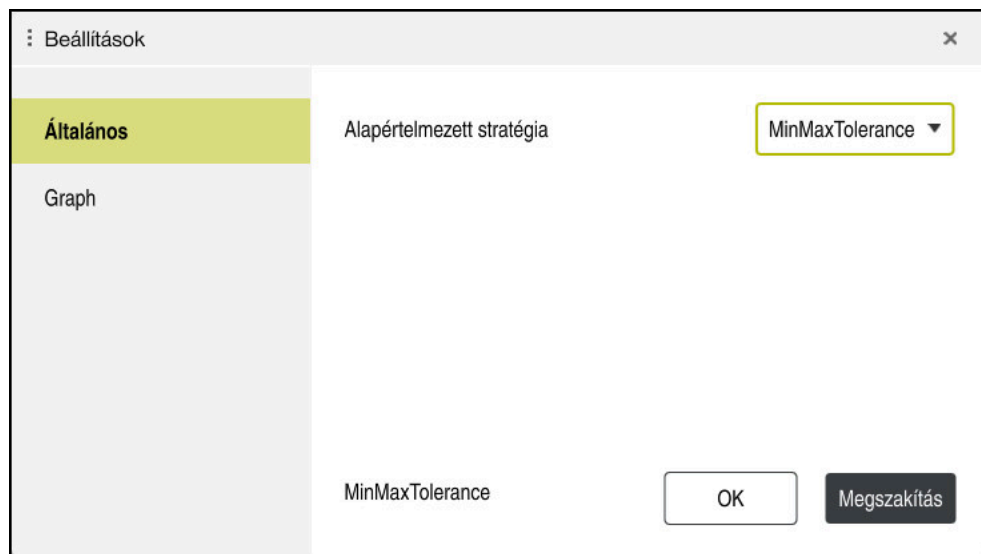 Beállítások
Általános
Graph
Alapértelmezett stratégia
MinMaxTolerance
MinMaxTolerance
OK
Megszakítás